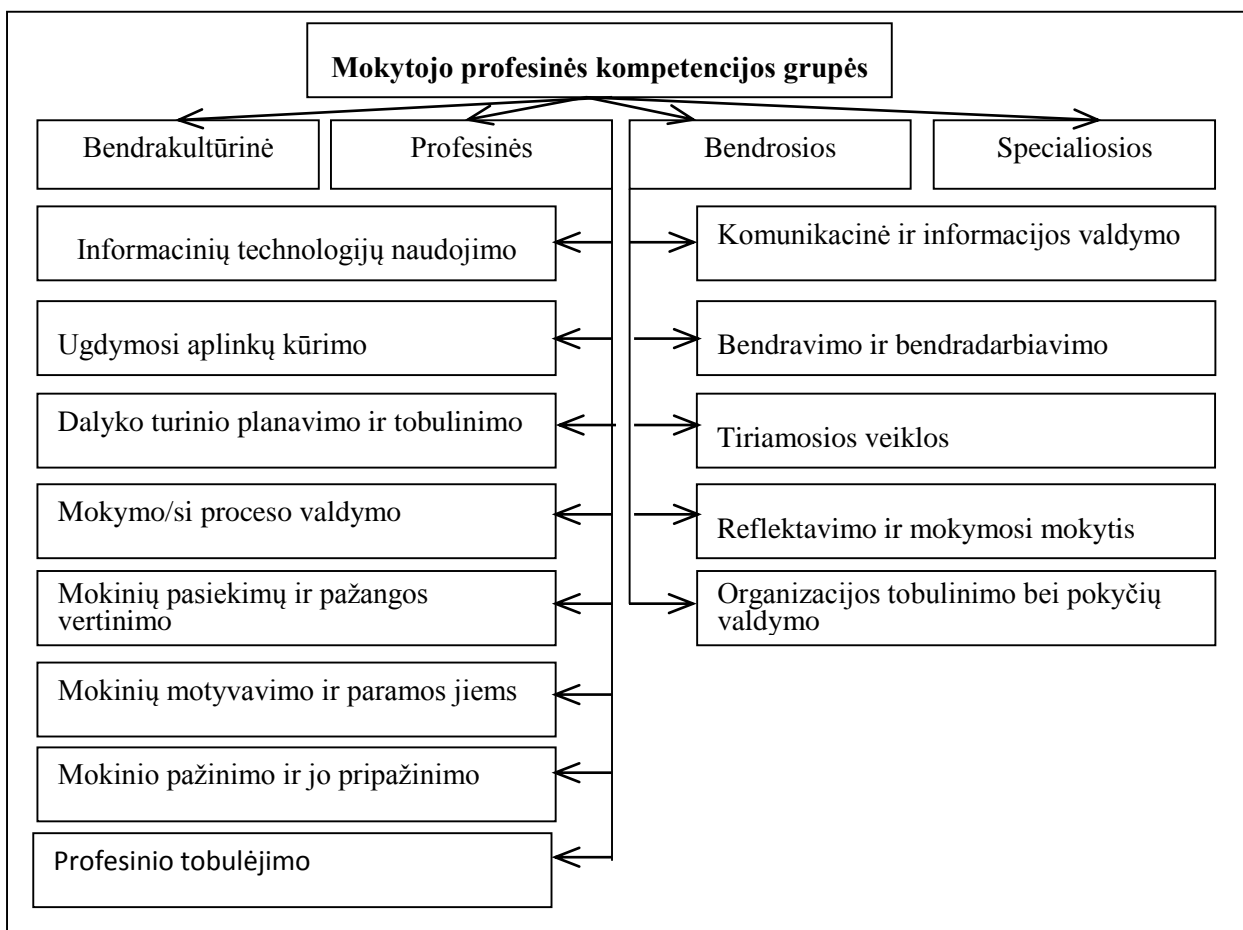 Mokytojo profesinės kompetencijos grupės
Bendrakultūrinė
Profesinės
Bendrosios
Specialiosios
Informacinių technologijų naudojimo
Ugdymosi aplinkų kūrimo
Dalyko turinio planavimo ir tobulinimo
Mokymo/si proceso valdymo
Mokinių pasiekimų ir pažangos
vertinimo
Mokinių motyvavimo ir paramos jiems
Mokinio pažinimo ir jo pripažinimo
Profesinio tobulėjimo
Komunikacinė ir informacijos valdymo
Bendravimo ir bendradarbiavimo
Tiriamosios veiklos
Reflektavimo ir mokymosi mokytis
Organizacijos tobulinimo bei pokyčių
valdymo